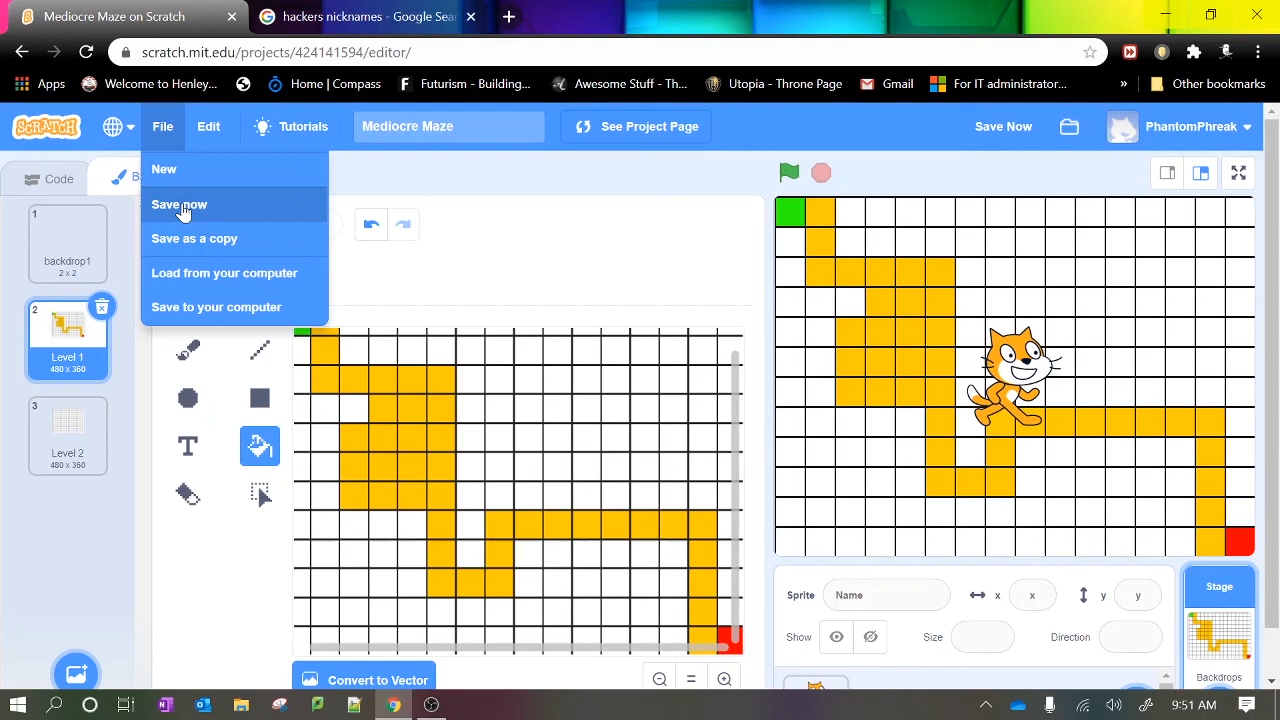 Mediocre Maze on Scratch
hackers nicknames - Google Sear
scratch.mit.edu/projects/424141594/editor/
Apps
Welcome to Henley...
Home | Compass
Futurism - Building...
Awesome Stuff - Th...
Utopia - Throne Page
Gmail
For IT administrator...
»
Other bookmarks
SCRATCH
File
Edit
Tutorials
Mediocre Maze
See Project Page
Save Now
PhantomPhreak
Code
B
New
Save now
Save as a copy
Load from your computer
Save to your computer
1
backdrop1
2 x 2
2
Level 1
480 x 360
3
Level 2
480 x 360
T
Convert to Vector
Sprite
Name
x
x
y
y
Show
Size
Direction
Stage
Backdrops
9:51 AM